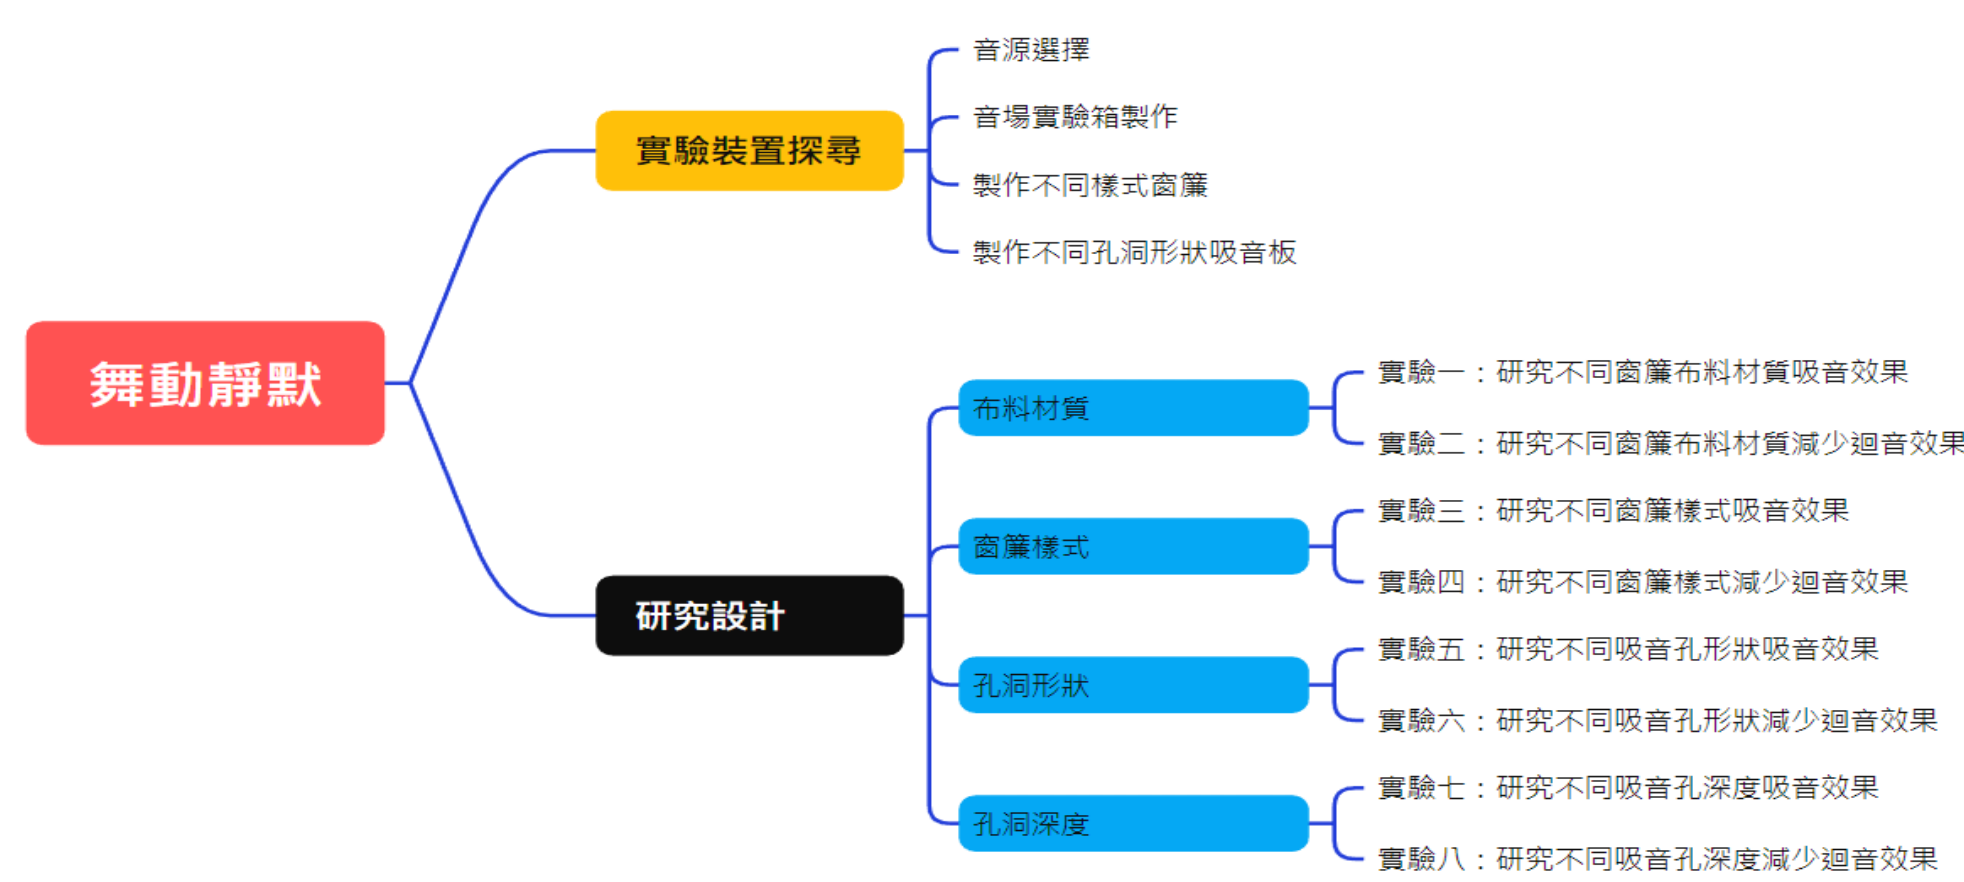 舞動靜默
實驗裝置探尋
音源選擇
音場實驗箱製作
製作不同樣式窗簾
製作不同孔洞形狀吸音板
研究設計
布料材質
實驗一：研究不同窗簾布料材質吸音效果
實驗二：研究不同窗簾布料材質減少迴音效果
窗簾樣式
實驗三：研究不同窗簾樣式吸音效果
實驗四：研究不同窗簾樣式減少迴音效果
孔洞形狀
實驗五：研究不同吸音孔形狀吸音效果
實驗六：研究不同吸音孔形狀減少迴音效果
孔洞深度
實驗七：研究不同吸音孔深度吸音效果
實驗八：研究不同吸音孔深度減少迴音效果